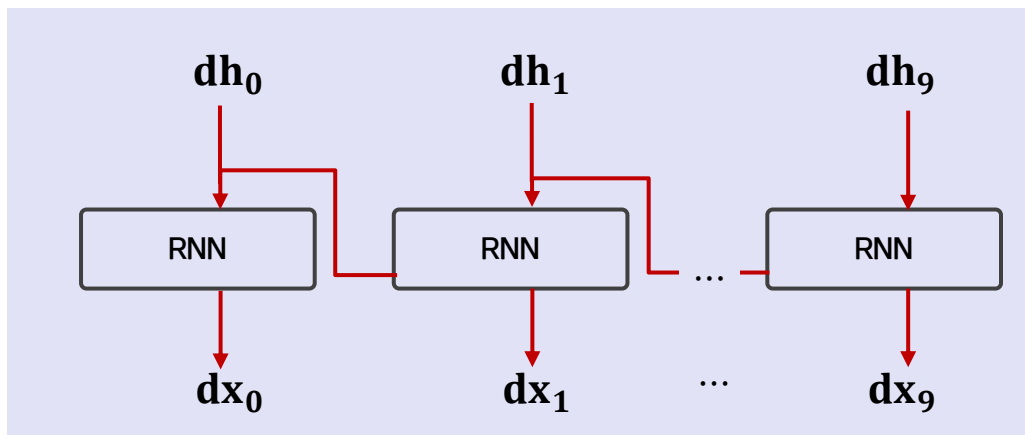 dh₀ dh₁ dh₉
RNN RNN RNN
...
dx₀ dx₁ ... dx₉